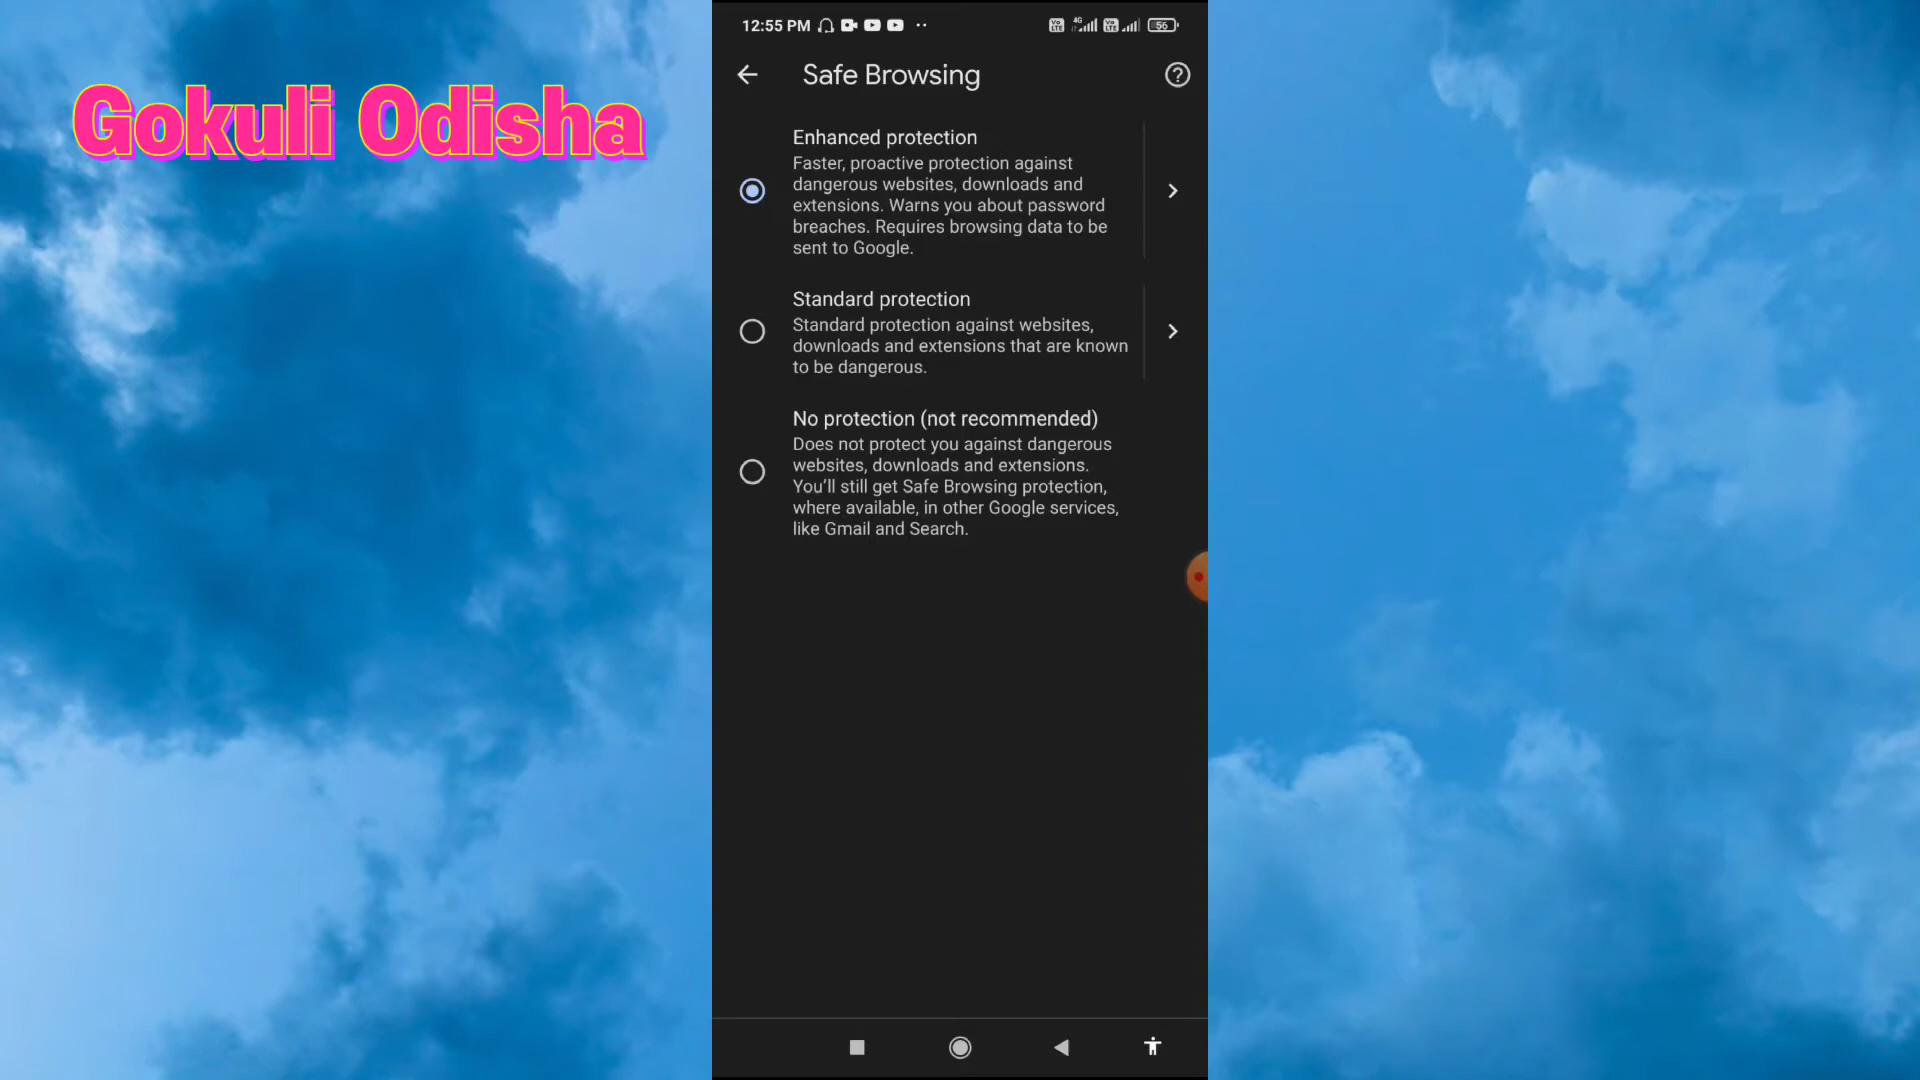 Gokuli Odisha
12:55 PM
4G
56
Safe Browsing
Enhanced protection
Faster, proactive protection against
dangerous websites, downloads and
extensions. Warns you about password
breaches. Requires browsing data to be
sent to Google.
Standard protection
Standard protection against websites,
downloads and extensions that are known
to be dangerous.
No protection (not recommended)
Does not protect you against dangerous
websites, downloads and extensions.
You'll still get Safe Browsing protection,
where available, in other Google services,
like Gmail and Search.